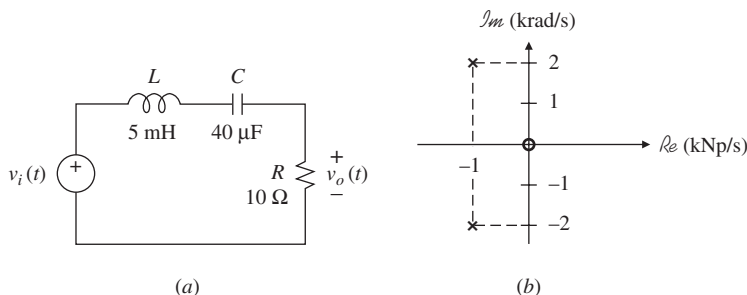 L C
5 mH 40 μF
v_i(t) + R 10 Ω + v_o(t) −
(a)
ℐm (krad/s)
2
1
ℛe (kNp/s)
−1
−1
−2
(b)